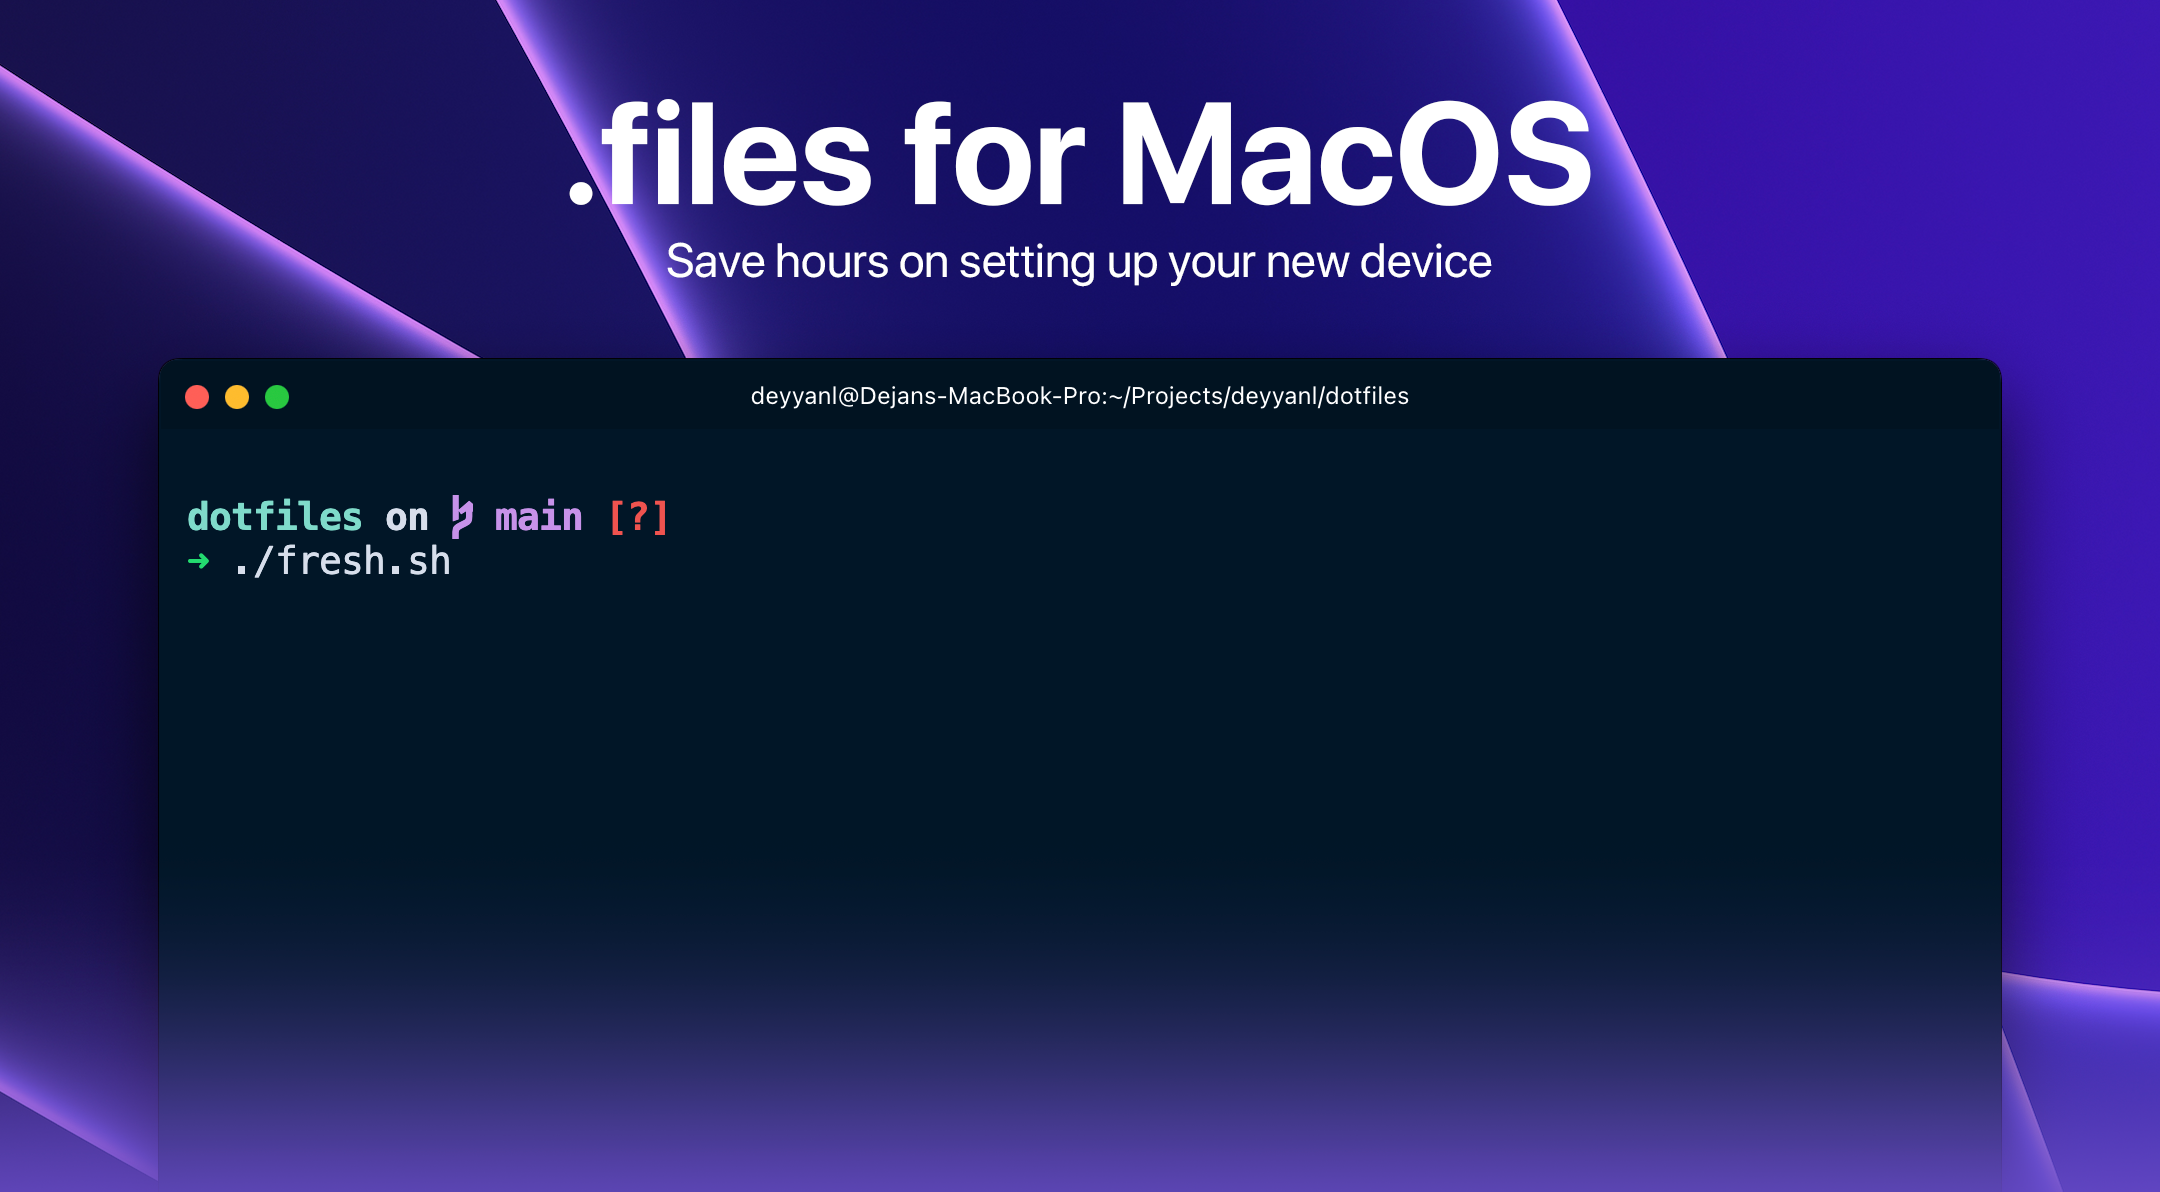 .files for MacOS
Save hours on setting up your new device
deyyanl@Dejans-MacBook-Pro:~/Projects/deyyanl/dotfiles
dotfiles on main [?]
➜ ./fresh.sh